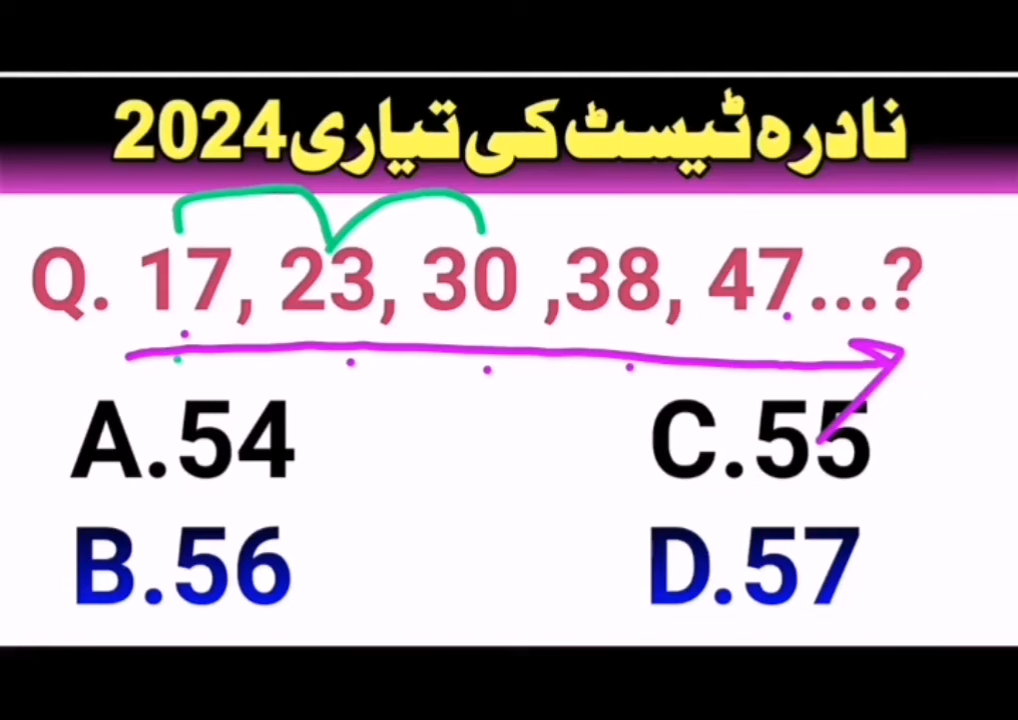 نادرہ ٹیسٹ کی تیاری 2024
Q. 17, 23, 30 ,38, 47...?
A.54 C.55
B.56 D.57